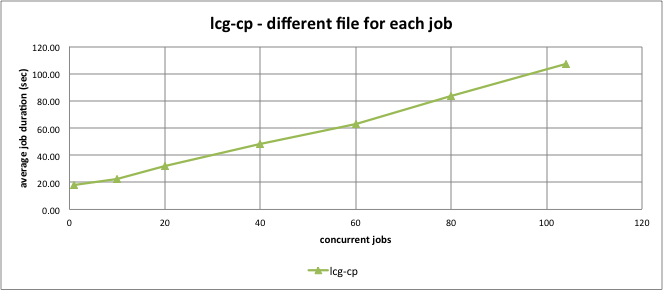 lcg-cp - different file for each job
average job duration (sec)
120.00
100.00
80.00
60.00
40.00
20.00
0.00
0 20 40 60 80 100 120
concurrent jobs
lcg-cp